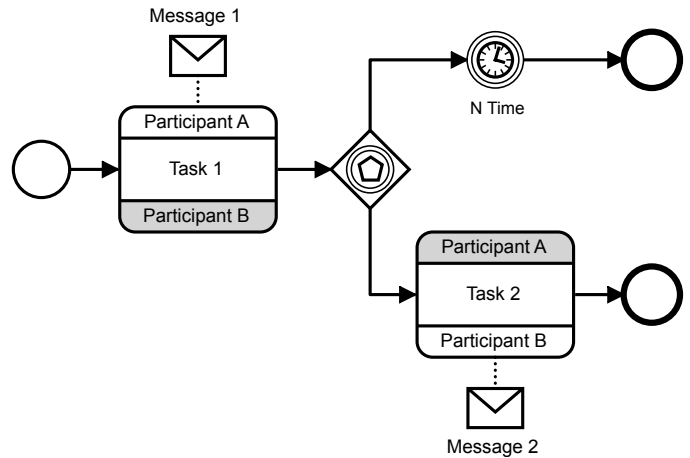 Message 1
Participant A
Task 1
Participant B
N Time
Participant A
Task 2
Participant B
Message 2